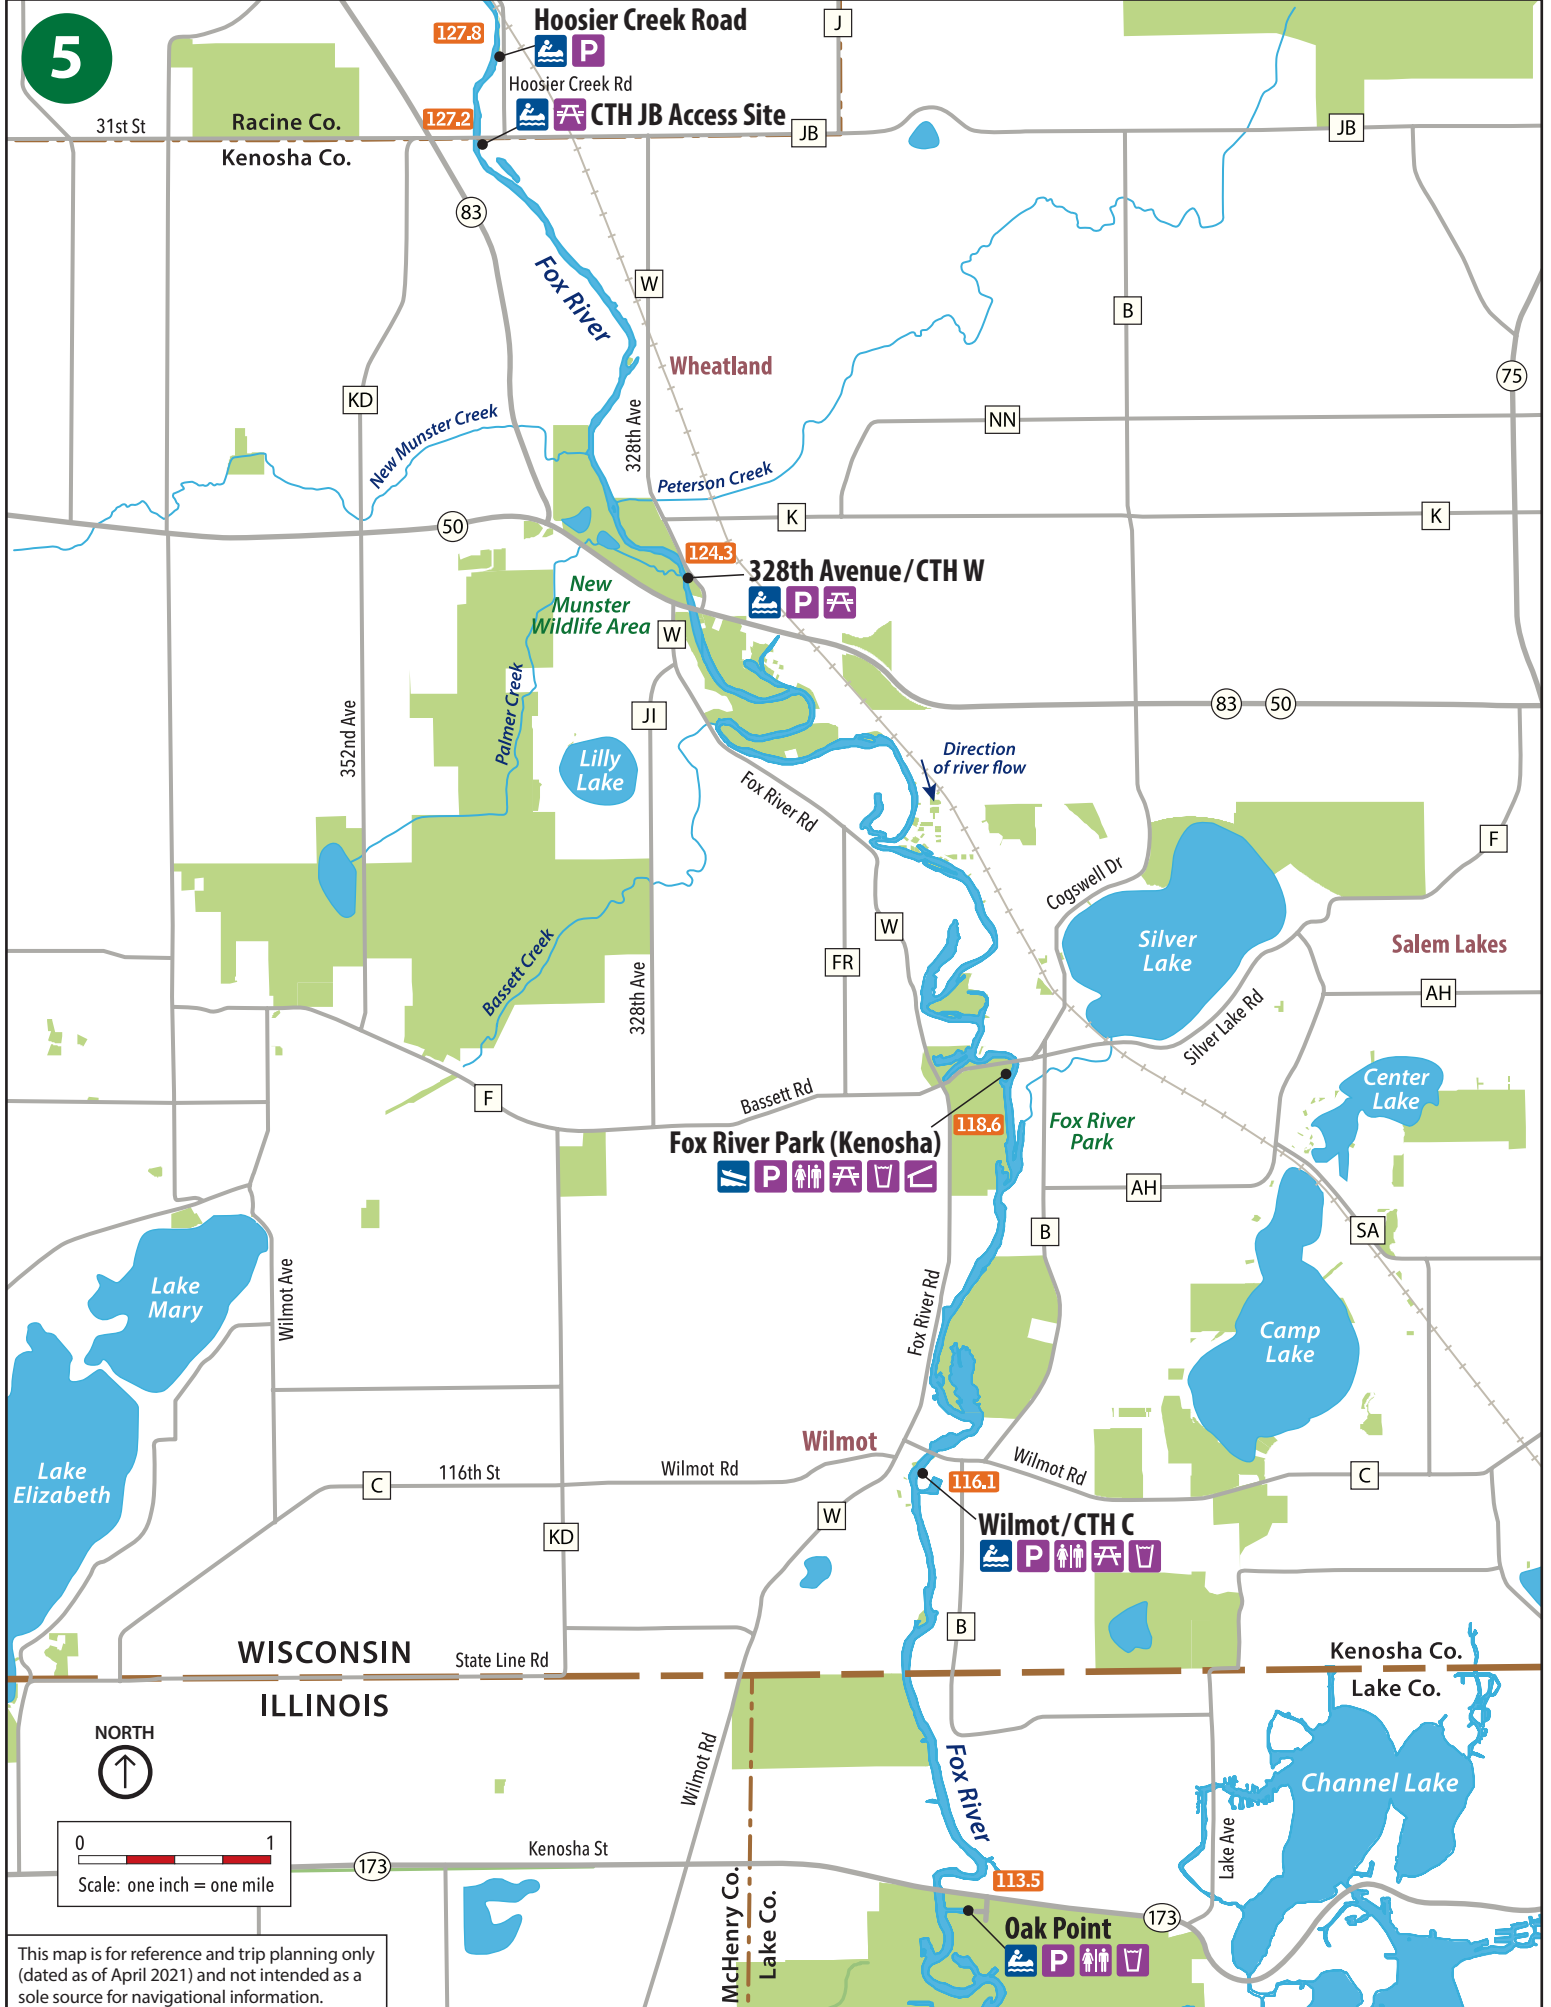 5
127.8
Hoosier Creek Road
P
J
Hoosier Creek Rd
127.2
CTH JB Access Site
31st St
Racine Co.
Kenosha Co.
JB
JB
83
Fox River
W
B
Wheatland
75
KD
New Munster Creek
328th Ave
NN
Peterson Creek
50
K
K
124.3
328th Avenue/CTH W
P
New
Munster
Wildlife Area
W
Palmer Creek
352nd Ave
JI
83
50
Lilly
Lake
Direction
of river flow
Fox River Rd
F
Cogswell Dr
W
Silver
Lake
Salem Lakes
FR
Bassett Creek
328th Ave
AH
Silver Lake Rd
F
Bassett Rd
Center
Lake
118.6
Fox River
Park
Fox River Park (Kenosha)
P
AH
B
SA
Lake
Mary
Wilmot Ave
Fox River Rd
Camp
Lake
Wilmot
Lake
Elizabeth
C
116th St
Wilmot Rd
Wilmot Rd
C
116.1
W
KD
Wilmot/CTH C
P
B
WISCONSIN
State Line Rd
ILLINOIS
Kenosha Co.
Lake Co.
NORTH
Wilmot Rd
Fox River
Channel Lake
0
1
Scale: one inch = one mile
173
Kenosha St
Lake Ave
113.5
McHenry Co.
Lake Co.
Oak Point
P
173
This map is for reference and trip planning only
(dated as of April 2021) and not intended as a
sole source for navigational information.